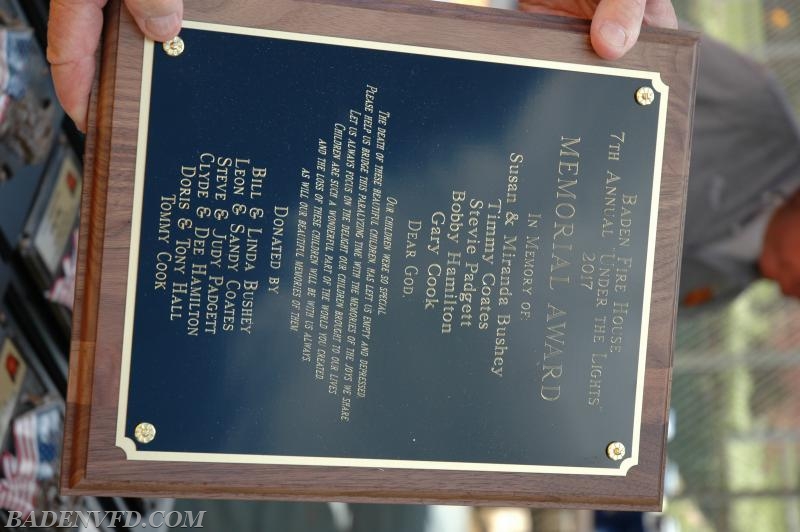 Baden Fire House
7th Annual "Under the Lights"
2017
MEMORIAL AWARD
In Memory of:
Susan & Miranda Bushey
Timmy Coates
Stevie Padgett
Bobby Hamilton
Gary Cook
Dear God:
Our children were so special
The death of these beautiful children has left us empty and depressed
Please help us bridge this paralyzing time with the memories of the joys we share
Let us always focus on the delight our children brought to our lives
Children are such a wonderful part of the world you created
and the loss of these children will be with us always
as will our beautiful memories of them
Donated by
Bill & Linda Bushey
Leon & Sandy Coates
Steve & Judy Padgett
Clyde & Dee Hamilton
Doris & Tony Hall
Tommy Cook
BADENVFD.COM